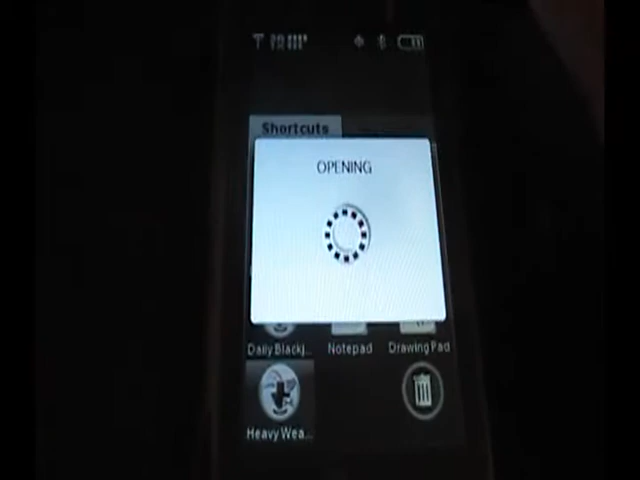 Shortcuts
OPENING
Daily Blackj...
Notepad
Drawing Pad
Heavy Wea...